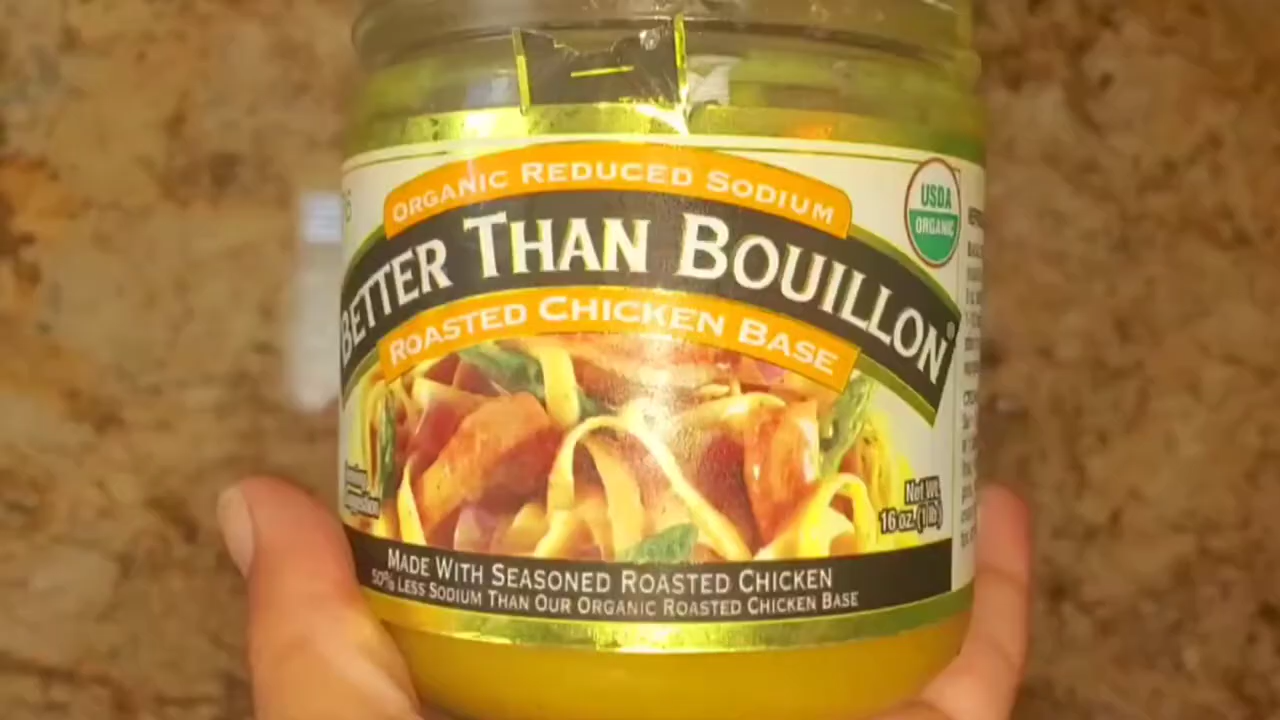 ORGANIC REDUCED SODIUM
BETTER THAN BOUILLON®
ROASTED CHICKEN BASE
USDA
ORGANIC
Net Wt.
16 oz. (1 lb)
MADE WITH SEASONED ROASTED CHICKEN
50% LESS SODIUM THAN OUR ORGANIC ROASTED CHICKEN BASE